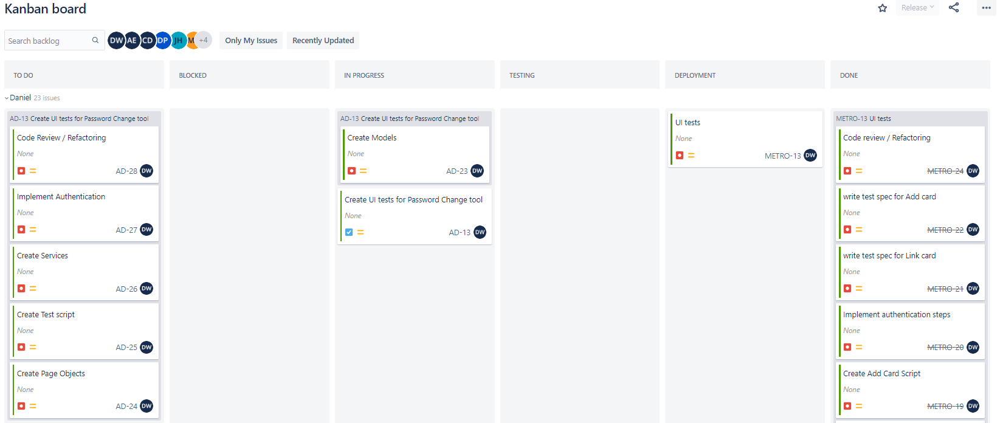 Kanban board
Release
Search backlog
DW AE CD DP JH M +4
Only My Issues
Recently Updated
TO DO
BLOCKED
IN PROGRESS
TESTING
DEPLOYMENT
DONE
Daniel 23 issues
AD-13 Create UI tests for Password Change tool
Code Review / Refactoring
None
AD-28 DW
Implement Authentication
None
AD-27 DW
Create Services
None
AD-26 DW
Create Test script
None
AD-25 DW
Create Page Objects
None
AD-24 DW
AD-13 Create UI tests for Password Change tool
Create Models
None
AD-23 DW
Create UI tests for Password Change tool
None
AD-13 DW
UI tests
None
METRO-13 DW
METRO-13 UI tests
Code review / Refactoring
None
METRO-24 DW
write test spec for Add card
None
METRO-22 DW
write test spec for Link card
None
METRO-21 DW
Implement authentication steps
None
METRO-20 DW
Create Add Card Script
None
METRO-19 DW